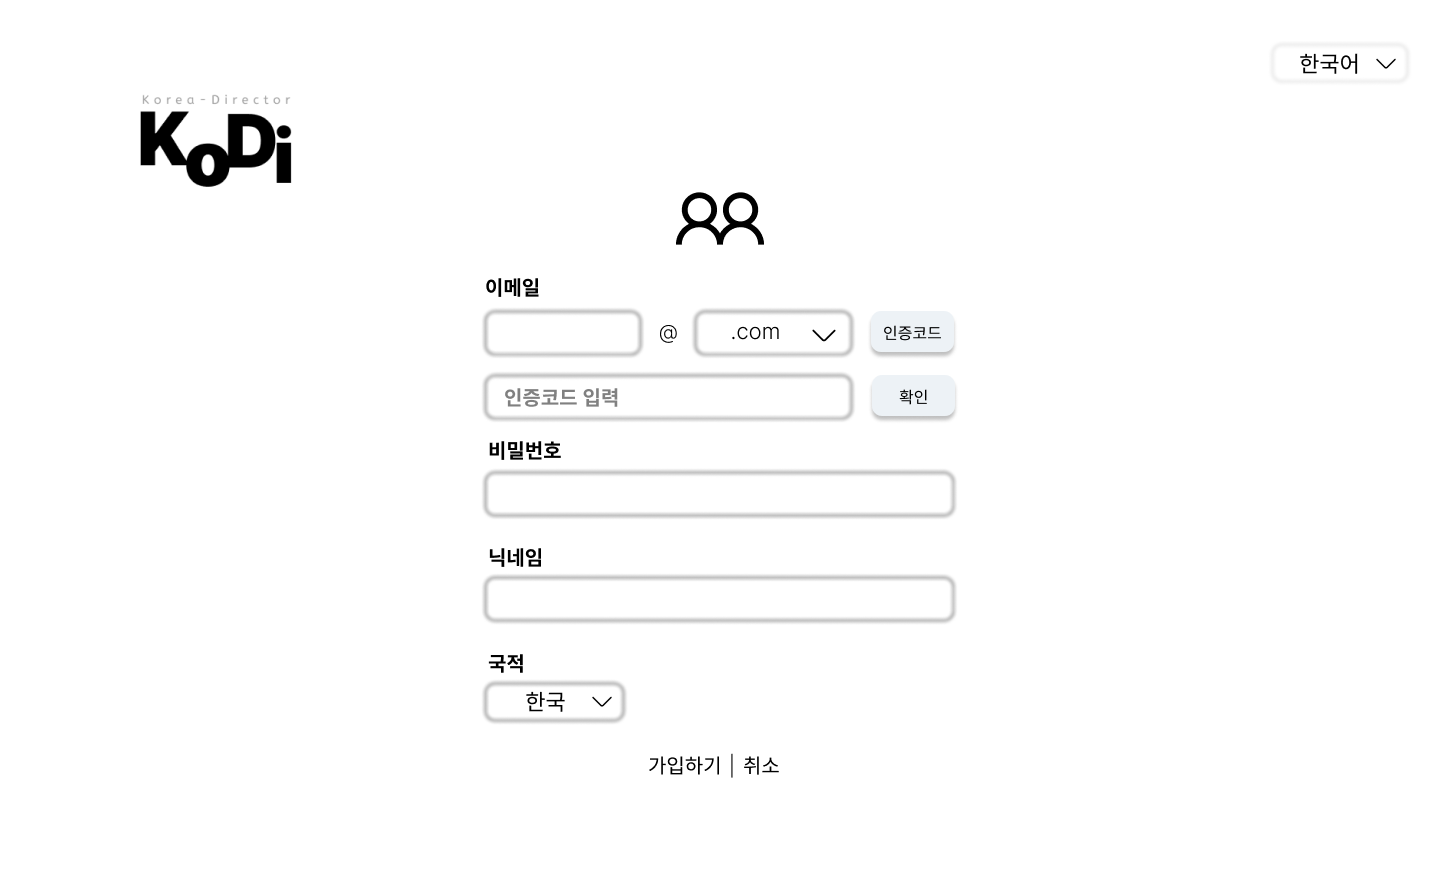 한국어
Korea-Director
KoDi
이메일
@ .com 인증코드
인증코드 입력 확인
비밀번호
닉네임
국적
한국
가입하기 | 취소